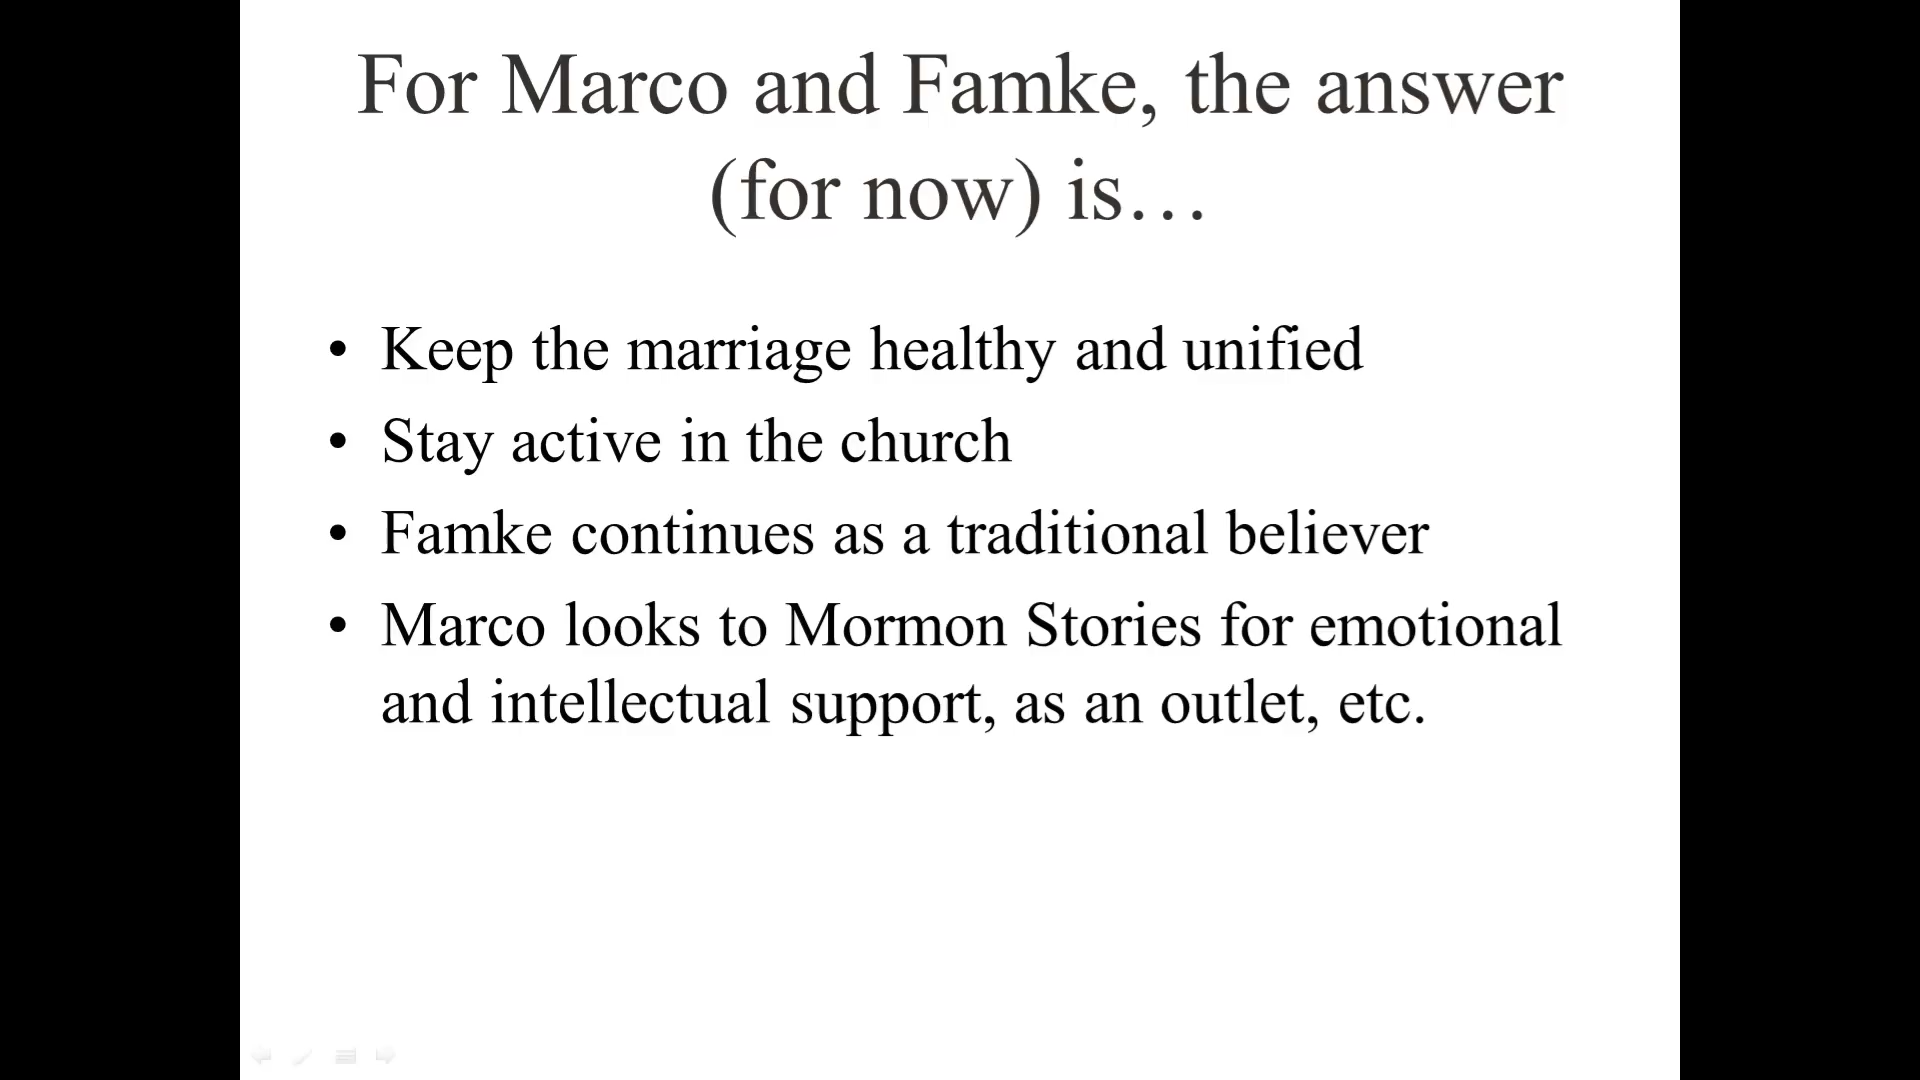 For Marco and Famke, the answer
(for now) is…
• Keep the marriage healthy and unified
• Stay active in the church
• Famke continues as a traditional believer
• Marco looks to Mormon Stories for emotional
and intellectual support, as an outlet, etc.